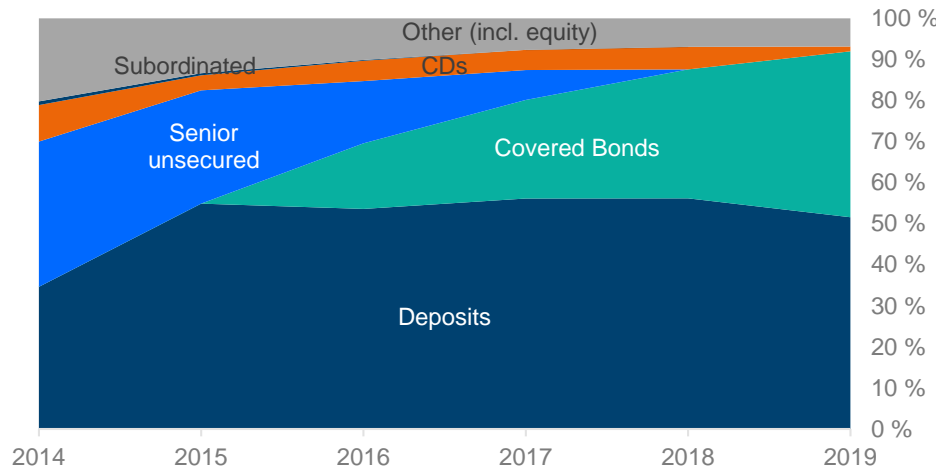 100 %
Other (incl. equity)
Subordinated
CDs
90 %
80 %
Senior
unsecured
Covered Bonds
70 %
60 %
50 %
40 %
Deposits
30 %
20 %
10 %
0 %
2014 2015 2016 2017 2018 2019